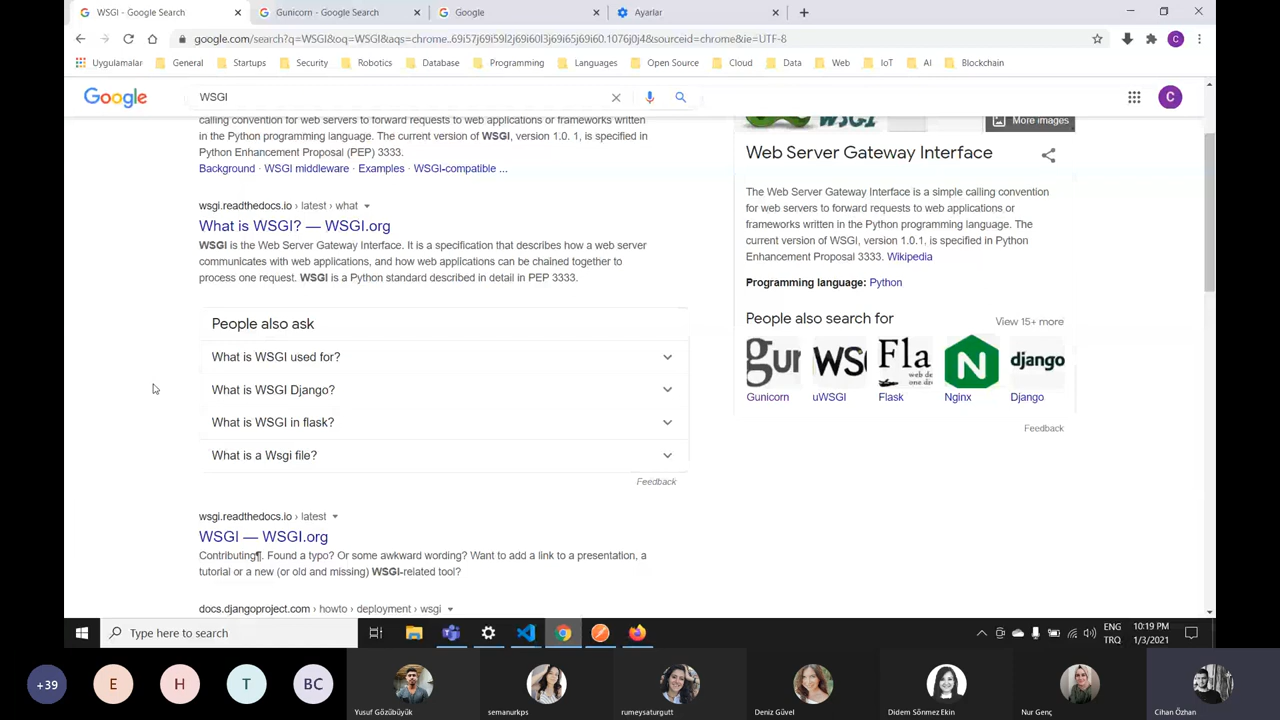 WSGI - Google Search
Gunicorn - Google Search
Google
Ayarlar
google.com/search?q=WSGI&oq=WSGI&aqs=chrome..69i57j69i59l2j69i60l3j69i65j69i60.1076j0j4&sourceid=chrome&ie=UTF-8
C
Uygulamalar
General
Startups
Security
Robotics
Database
Programming
Languages
Open Source
Cloud
Data
Web
IoT
AI
Blockchain
Google
WSGI
C
calling convention for web servers to forward requests to web applications or frameworks written
in the Python programming language. The current version of WSGI, version 1.0. 1, is specified in
Python Enhancement Proposal (PEP) 3333.
Background · WSGI middleware · Examples · WSGI-compatible ...
wsgi.readthedocs.io › latest › what
What is WSGI? — WSGI.org
WSGI is the Web Server Gateway Interface. It is a specification that describes how a web server
communicates with web applications, and how web applications can be chained together to
process one request. WSGI is a Python standard described in detail in PEP 3333.
People also ask
What is WSGI used for?
What is WSGI Django?
What is WSGI in flask?
What is a Wsgi file?
Feedback
wsgi.readthedocs.io › latest
WSGI — WSGI.org
Contributing¶. Found a typo? Or some awkward wording? Want to add a link to a presentation, a
tutorial or a new (or old and missing) WSGI-related tool?
docs.djangoproject.com › howto › deployment › wsgi
WSGI
More images
Web Server Gateway Interface
The Web Server Gateway Interface is a simple calling convention
for web servers to forward requests to web applications or
frameworks written in the Python programming language. The
current version of WSGI, version 1.0.1, is specified in Python
Enhancement Proposal 3333. Wikipedia
Programming language: Python
People also search for
View 15+ more
gun
WSG
Fla
web de
one dr
N
django
Gunicorn
uWSGI
Flask
Nginx
Django
Feedback
Type here to search
ENG
TRQ
10:19 PM
1/3/2021
+39
E
H
T
BC
Yusuf Gözübüyük
semanurkps
rumeysaturgutt
Deniz Güvel
Didem Sönmez Ekin
Nur Genç
Cihan Özhan